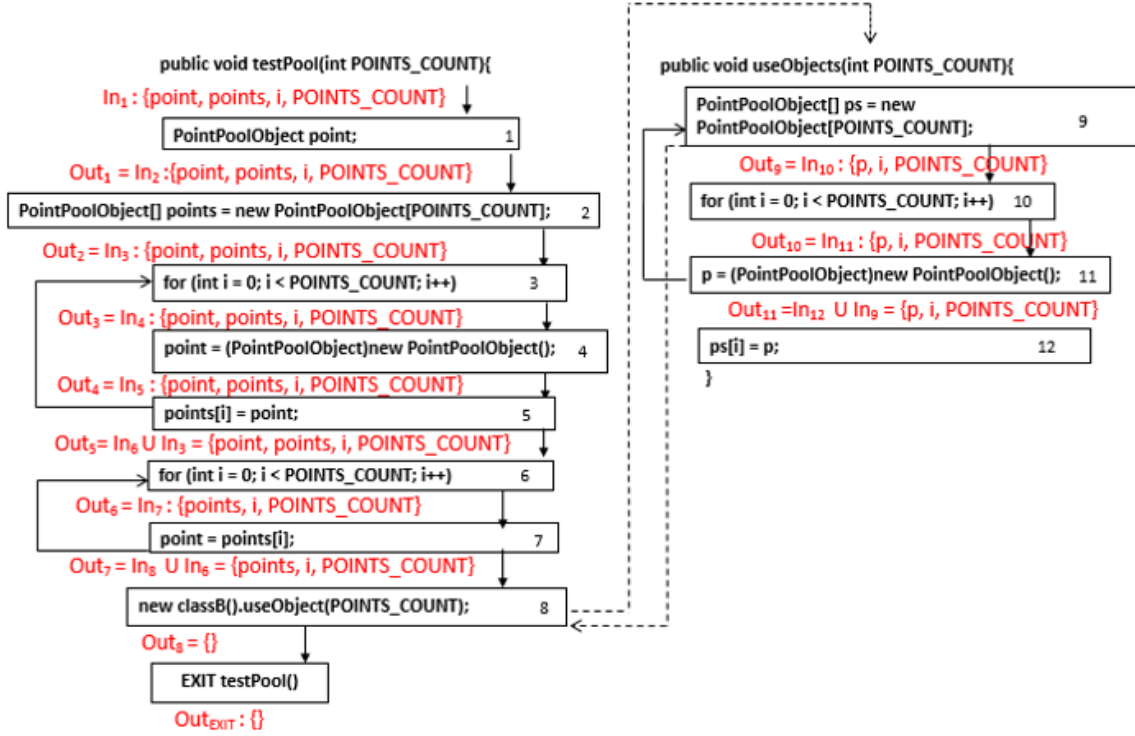 public void testPool(int POINTS_COUNT){
In1 : {point, points, i, POINTS_COUNT}
PointPoolObject point; 1
Out1 = In2 :{point, points, i, POINTS_COUNT}
PointPoolObject[] points = new PointPoolObject[POINTS_COUNT]; 2
Out2 = In3 : {point, points, i, POINTS_COUNT}
for (int i = 0; i < POINTS_COUNT; i++) 3
Out3 = In4 : {point, points, i, POINTS_COUNT}
point = (PointPoolObject)new PointPoolObject(); 4
Out4 = In5 : {point, points, i, POINTS_COUNT}
points[i] = point; 5
Out5= In6 U In3 = {point, points, i, POINTS_COUNT}
for (int i = 0; i < POINTS_COUNT; i++) 6
Out6 = In7 : {points, i, POINTS_COUNT}
point = points[i]; 7
Out7 = In8 U In6 = {points, i, POINTS_COUNT}
new classB().useObject(POINTS_COUNT); 8
Out8 = {}
EXIT testPool()
OutEXIT : {}
public void useObjects(int POINTS_COUNT){
PointPoolObject[] ps = new
PointPoolObject[POINTS_COUNT]; 9
Out9 = In10 : {p, i, POINTS_COUNT}
for (int i = 0; i < POINTS_COUNT; i++) 10
Out10 = In11 : {p, i, POINTS_COUNT}
p = (PointPoolObject)new PointPoolObject(); 11
Out11 =In12 U In9 = {p, i, POINTS_COUNT}
ps[i] = p; 12
}